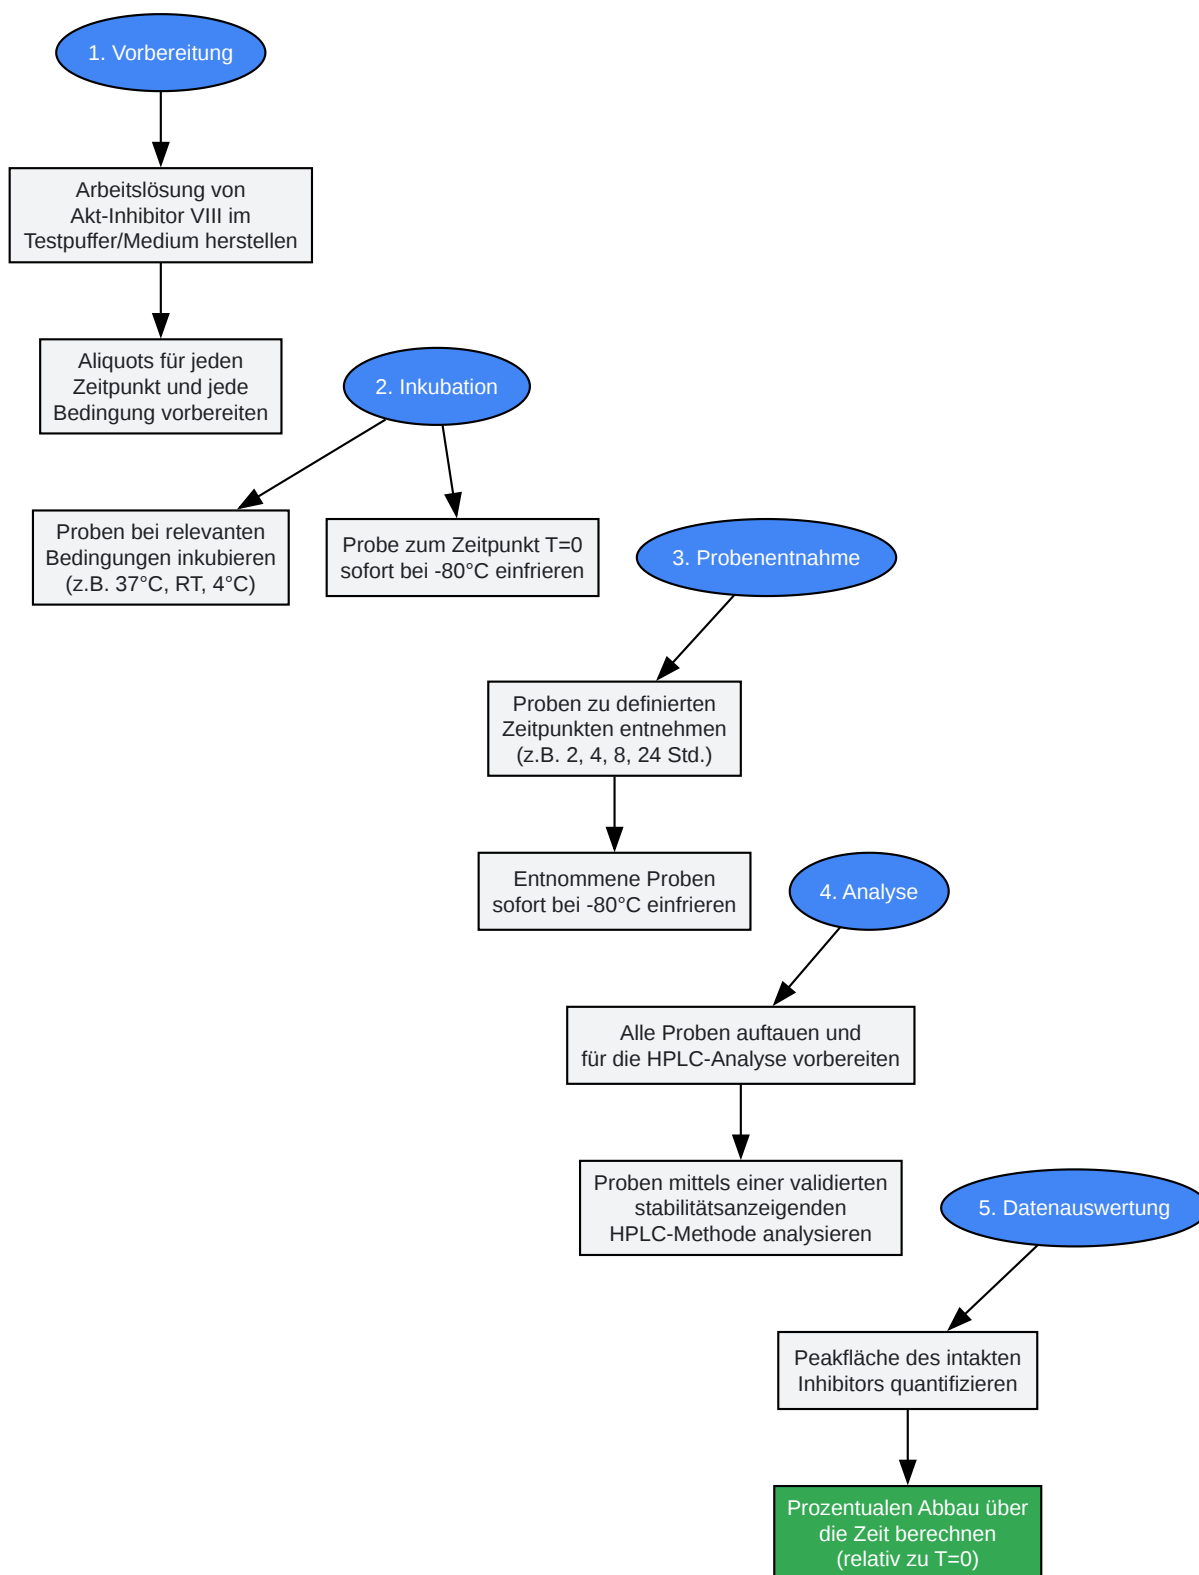 1. Vorbereitung
Arbeitslösung von
Akt-Inhibitor VIII im
Testpuffer/Medium herstellen
Aliquots für jeden
Zeitpunkt und jede
Bedingung vorbereiten
2. Inkubation
Proben bei relevanten
Bedingungen inkubieren
(z.B. 37°C, RT, 4°C)
Probe zum Zeitpunkt T=0
sofort bei -80°C einfrieren
3. Probenentnahme
Proben zu definierten
Zeitpunkten entnehmen
(z.B. 2, 4, 8, 24 Std.)
Entnommene Proben
sofort bei -80°C einfrieren
4. Analyse
Alle Proben auftauen und
für die HPLC-Analyse vorbereiten
Proben mittels einer validierten
stabilitätsanzeigenden
HPLC-Methode analysieren
5. Datenauswertung
Peakfläche des intakten
Inhibitors quantifizieren
Prozentualen Abbau über
die Zeit berechnen
(relativ zu T=0)